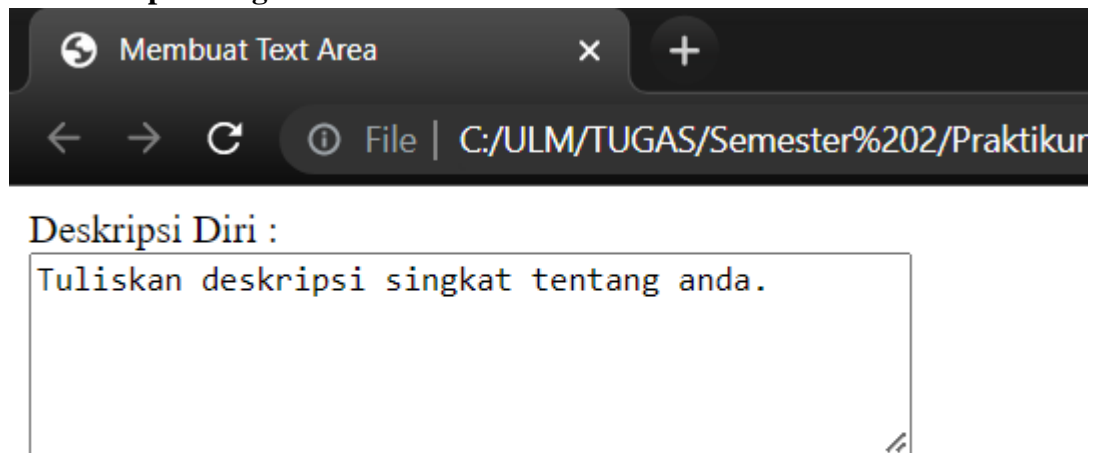 Membuat Text Area
File | C:/ULM/TUGAS/Semester%202/Praktikur
Deskripsi Diri :
Tuliskan deskripsi singkat tentang anda.